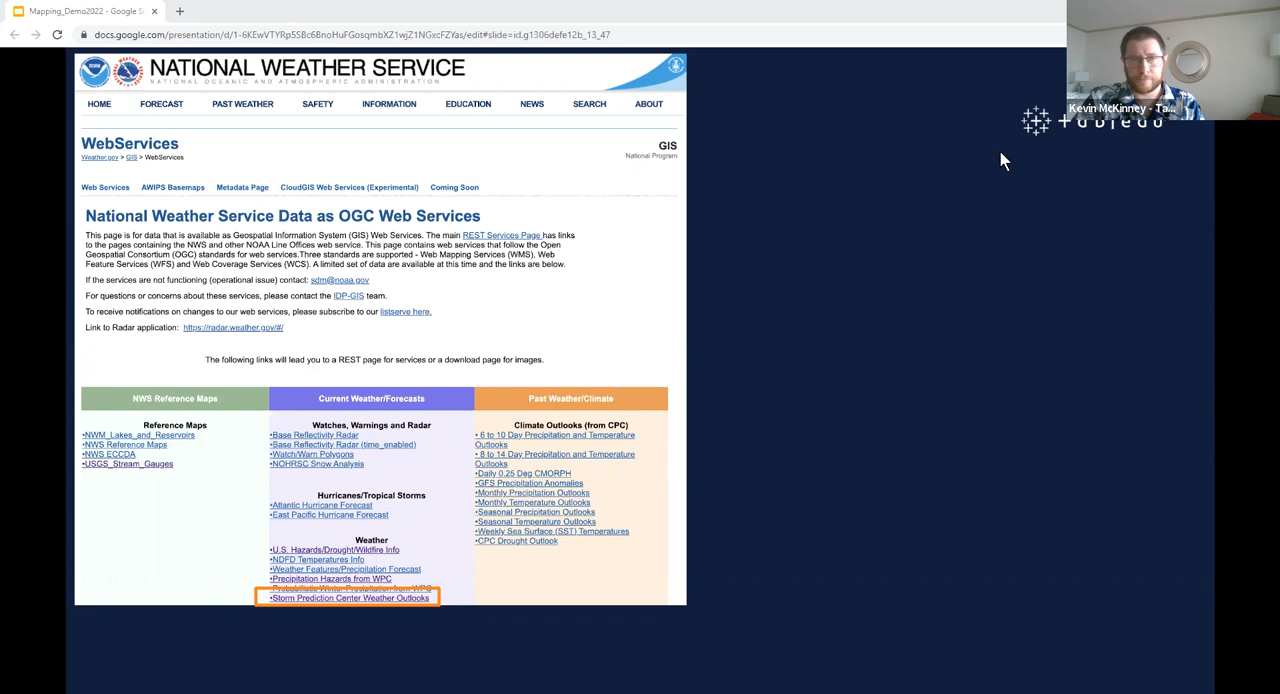 Mapping_Demo2022 - Google Sl
docs.google.com/presentation/d/1-6KEwVTYRpSSBc6BnoHuFGosqmbXZ1wjZ1NGxcFZYas/edit#slide=id.g1306defe12b_13_47
Kevin McKinney - Ta...
+ a b l e a u
NATIONAL WEATHER SERVICE
NATIONAL OCEANIC AND ATMOSPHERIC ADMINISTRATION
HOME FORECAST PAST WEATHER SAFETY INFORMATION EDUCATION NEWS SEARCH ABOUT
WebServices
Weather.gov > GIS > WebServices
GIS
National Program
Web Services AWIPS Basemaps Metadata Page CloudGIS Web Services (Experimental) Coming Soon
National Weather Service Data as OGC Web Services
This page is for data that is available as Geospatial Information System (GIS) Web Services. The main REST Services Page has links
to the pages containing the NWS and other NOAA Line Offices web service. This page contains web services that follow the Open
Geospatial Consortium (OGC) standards for web services.Three standards are supported - Web Mapping Services (WMS), Web
Feature Services (WFS) and Web Coverage Services (WCS). A limited set of data are available at this time and the links are below.
If the services are not functioning (operational issue) contact: sdm@noaa.gov
For questions or concerns about these services, please contact the IDP-GIS team.
To receive notifications on changes to our web services, please subscribe to our listserve here.
Link to Radar application: https://radar.weather.gov/#/
The following links will lead you to a REST page for services or a download page for images.
NWS Reference Maps
Reference Maps
•NWM_Lakes_and_Reservoirs
•NWS Reference Maps
•NWS ECCDA
•USGS_Stream_Gauges
Current Weather/Forecasts
Watches, Warnings and Radar
•Base Reflectivity Radar
•Base Reflectivity Radar (time_enabled)
•Watch/Warn Polygons
•NOHRSC Snow Analysis
Hurricanes/Tropical Storms
•Atlantic Hurricane Forecast
•East Pacific Hurricane Forecast
Weather
•U.S. Hazards/Drought/Wildfire Info
•NDFD Temperatures Info
•Weather Features/Precipitation Forecast
•Precipitation Hazards from WPC
•Probabilistic Winter Precipitation from WPC
•Storm Prediction Center Weather Outlooks
Past Weather/Climate
Climate Outlooks (from CPC)
• 6 to 10 Day Precipitation and Temperature
Outlooks
• 8 to 14 Day Precipitation and Temperature
Outlooks
•Daily 0.25 Deg CMORPH
•GFS Precipitation Anomalies
•Monthly Precipitation Outlooks
•Monthly Temperature Outlooks
•Seasonal Precipitation Outlooks
•Seasonal Temperature Outlooks
•Weekly Sea Surface (SST) Temperatures
•CPC Drought Outlook